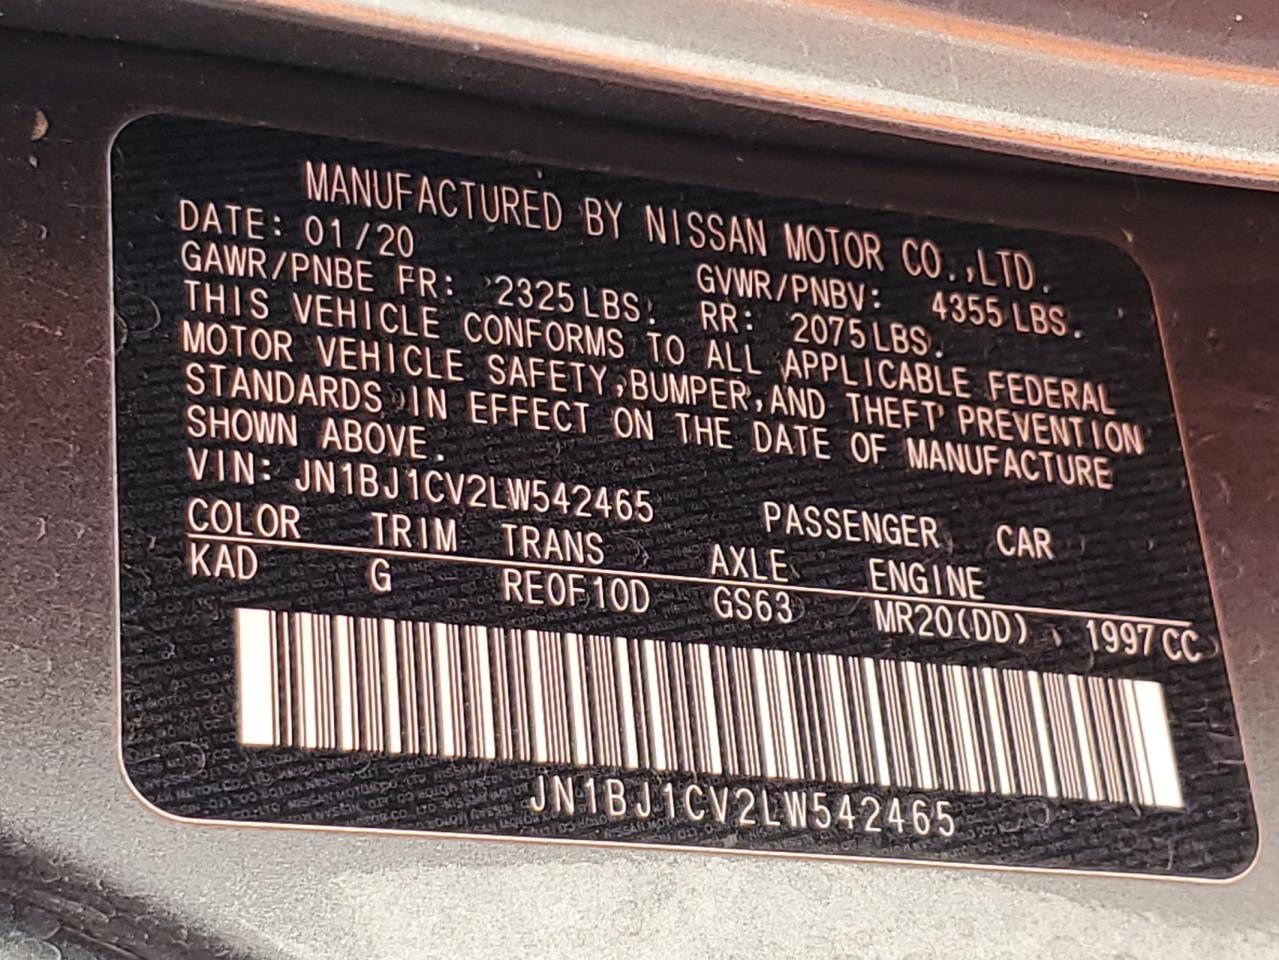 MANUFACTURED BY NISSAN MOTOR CO.,LTD.
DATE: 01/20 GVWR/PNBV: 4355 LBS.
GAWR/PNBE FR: 2325 LBS. RR: 2075 LBS.
THIS VEHICLE CONFORMS TO ALL APPLICABLE FEDERAL
MOTOR VEHICLE SAFETY,BUMPER,AND THEFT PREVENTION
STANDARDS IN EFFECT ON THE DATE OF MANUFACTURE
SHOWN ABOVE.
VIN: JN1BJ1CV2LW542465 PASSENGER CAR
COLOR TRIM TRANS AXLE ENGINE
KAD G RE0F10D GS63 MR20(DD) 1997 CC
JN1BJ1CV2LW542465